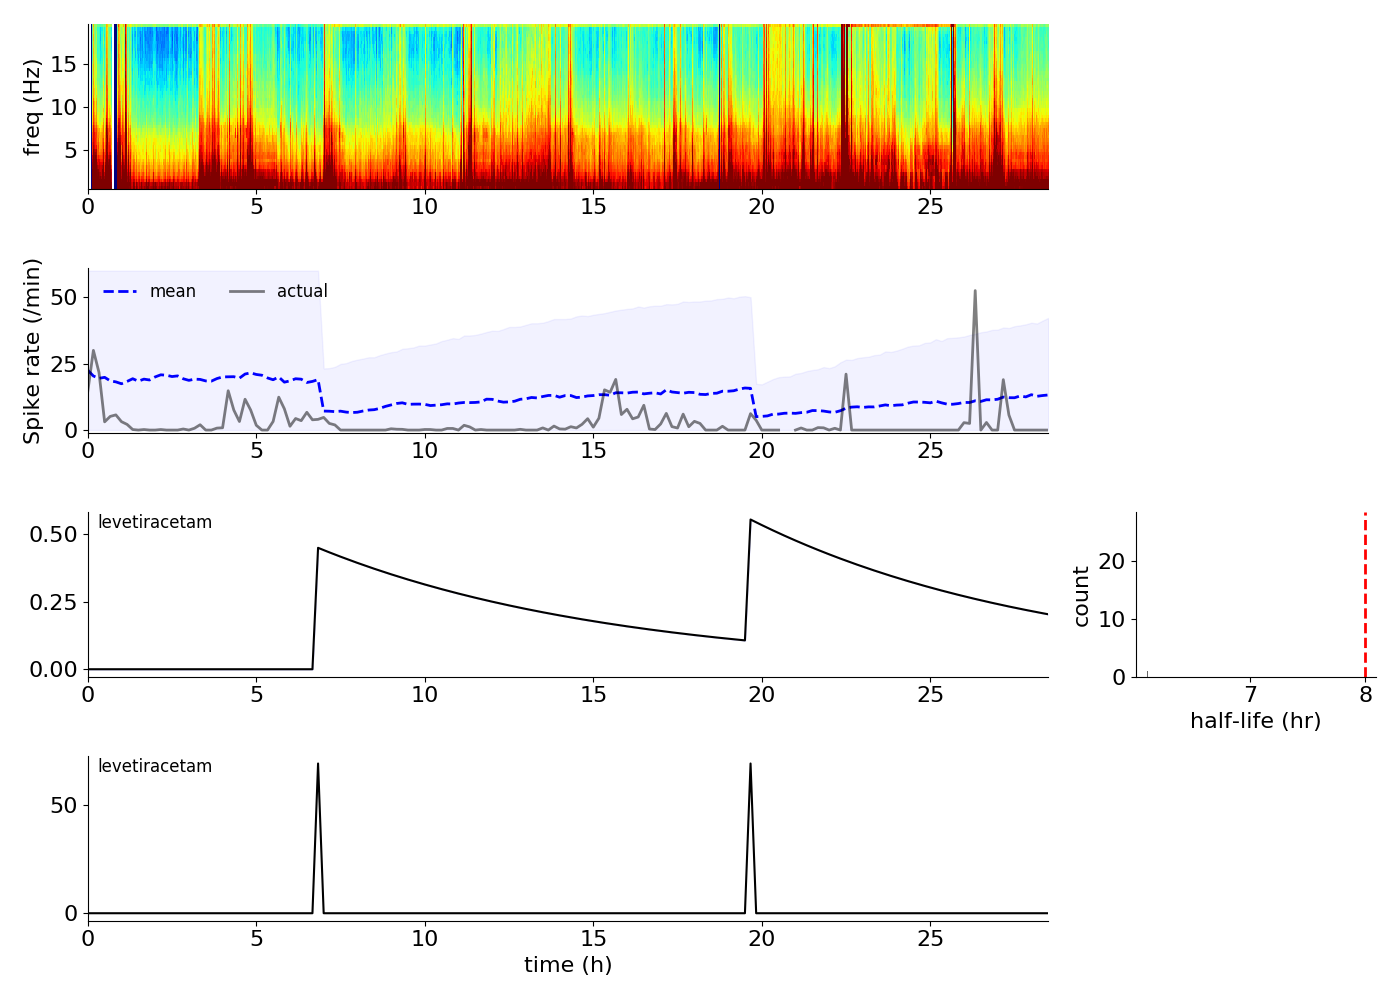 freq (Hz)
15
10
5
0 5 10 15 20 25
Spike rate (/min)
50
25
0
mean actual
0 5 10 15 20 25
levetiracetam
0.50
0.25
0.00
0 5 10 15 20 25
count
20
10
0
7 8
half-life (hr)
levetiracetam
50
0
0 5 10 15 20 25
time (h)